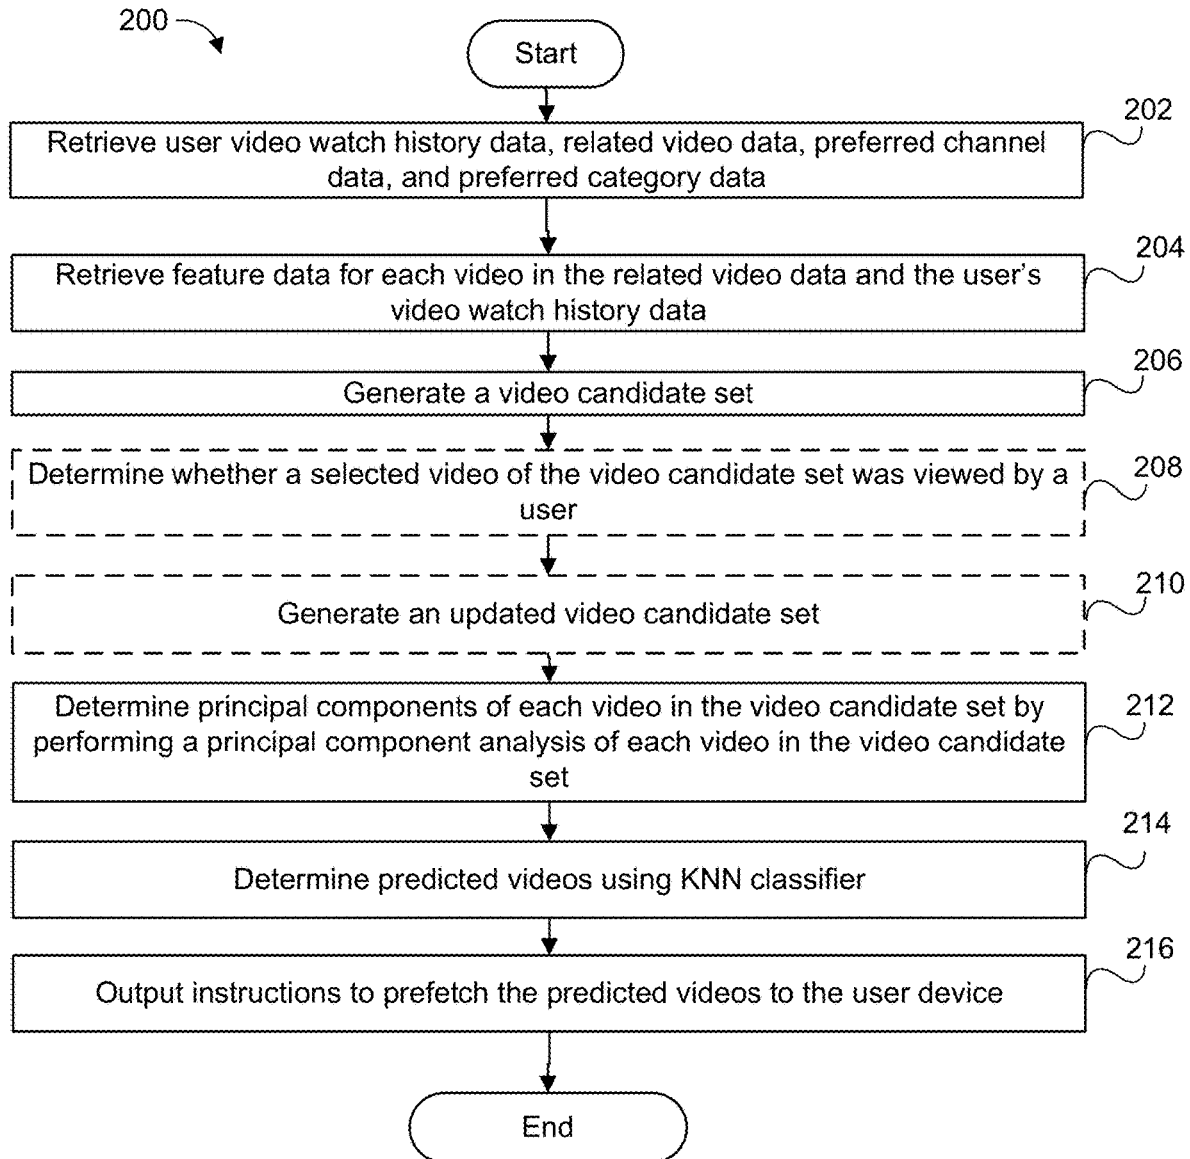 200
Start
202
Retrieve user video watch history data, related video data, preferred channel
data, and preferred category data
204
Retrieve feature data for each video in the related video data and the user's
video watch history data
206
Generate a video candidate set
208
Determine whether a selected video of the video candidate set was viewed by a
user
210
Generate an updated video candidate set
212
Determine principal components of each video in the video candidate set by
performing a principal component analysis of each video in the video candidate
set
214
Determine predicted videos using KNN classifier
216
Output instructions to prefetch the predicted videos to the user device
End